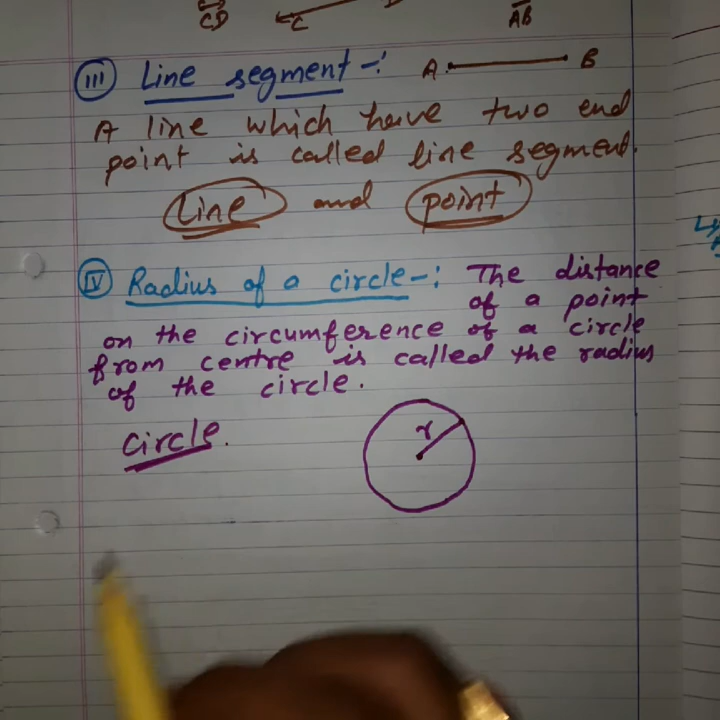 CD C AB
III Line segment -: A B
A line which have two end
point is called line segment.
Line and point
IV Radius of a circle -: The distance
of a point
on the circumference of a circle
from centre is called the radius
of the circle.
circle. r